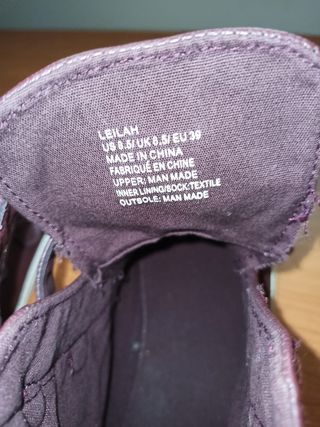 LEILAH
US 8.5/ UK 6.5/ EU 39
MADE IN CHINA
FABRIQUÉ EN CHINE
UPPER: MAN MADE
INNER LINING/SOCK:TEXTILE
OUTSOLE: MAN MADE